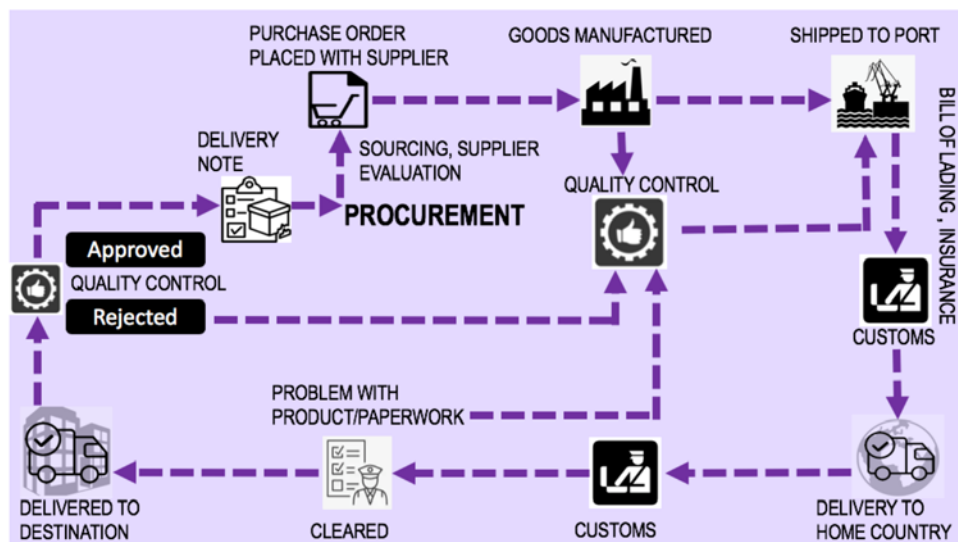 PURCHASE ORDER
PLACED WITH SUPPLIER
GOODS MANUFACTURED
SHIPPED TO PORT
DELIVERY
NOTE
SOURCING, SUPPLIER
EVALUATION
PROCUREMENT
QUALITY CONTROL
BILL OF LADING , INSURANCE
Approved
QUALITY CONTROL
Rejected
CUSTOMS
PROBLEM WITH
PRODUCT/PAPERWORK
DELIVERED TO
DESTINATION
CLEARED
CUSTOMS
DELIVERY TO
HOME COUNTRY